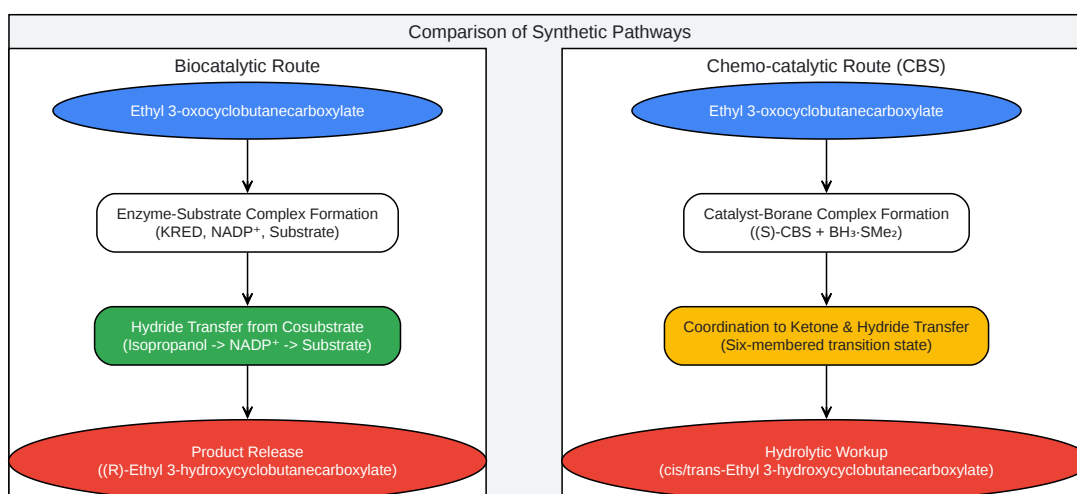 Comparison of Synthetic Pathways
Biocatalytic Route
Ethyl 3-oxocyclobutanecarboxylate
Enzyme-Substrate Complex Formation
(KRED, NADP⁺, Substrate)
Hydride Transfer from Cosubstrate
(Isopropanol -> NADP⁺ -> Substrate)
Product Release
((R)-Ethyl 3-hydroxycyclobutanecarboxylate)
Chemo-catalytic Route (CBS)
Ethyl 3-oxocyclobutanecarboxylate
Catalyst-Borane Complex Formation
((S)-CBS + BH₃·SMe₂)
Coordination to Ketone & Hydride Transfer
(Six-membered transition state)
Hydrolytic Workup
(cis/trans-Ethyl 3-hydroxycyclobutanecarboxylate)